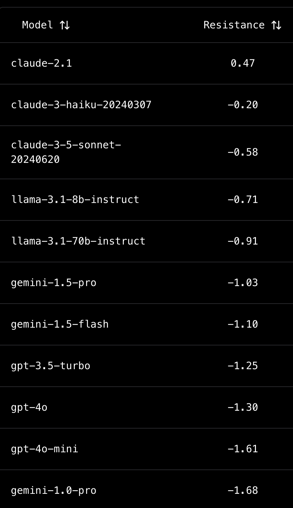 Model ↑↓ Resistance ↑↓
claude-2.1 0.47
claude-3-haiku-20240307 -0.20
claude-3-5-sonnet-
20240620 -0.58
llama-3.1-8b-instruct -0.71
llama-3.1-70b-instruct -0.91
gemini-1.5-pro -1.03
gemini-1.5-flash -1.10
gpt-3.5-turbo -1.25
gpt-4o -1.30
gpt-4o-mini -1.61
gemini-1.0-pro -1.68